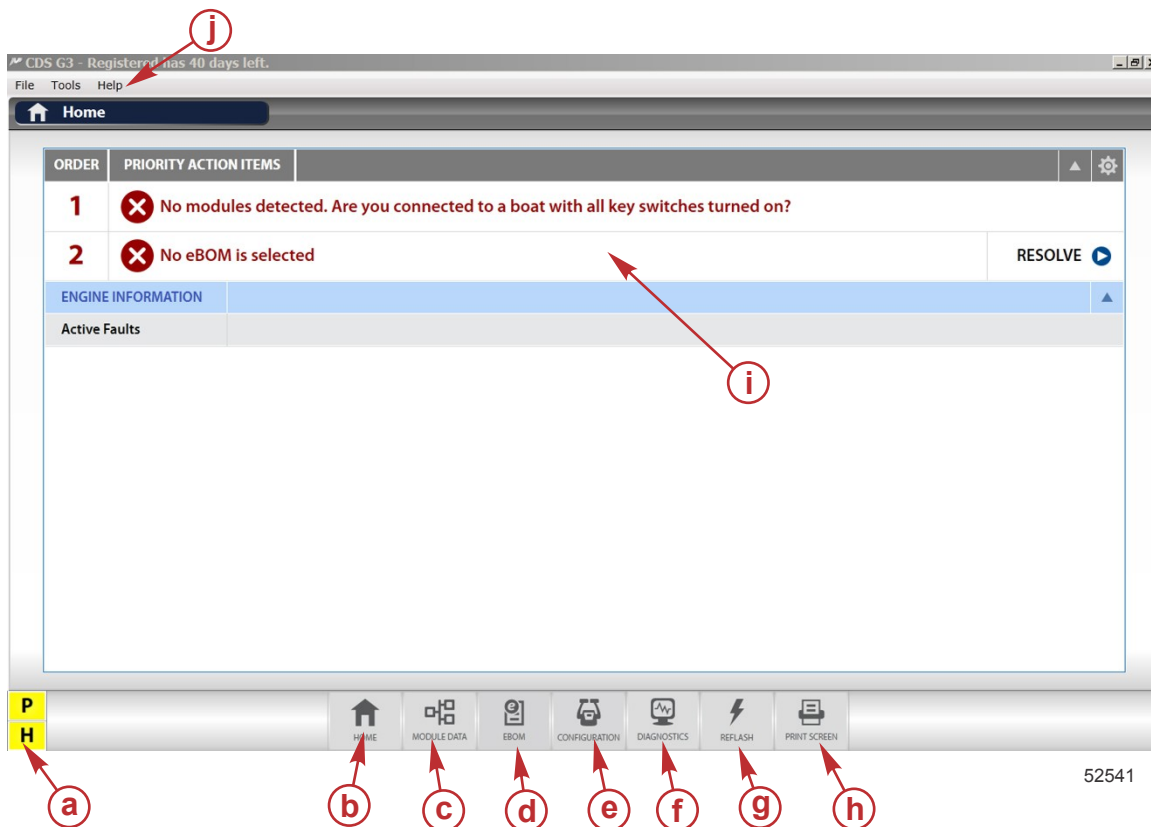 j
CDS G3 - Registered has 40 days left.
File Tools Help
Home
ORDER PRIORITY ACTION ITEMS
1 No modules detected. Are you connected to a boat with all key switches turned on?
2 No eBOM is selected RESOLVE
ENGINE INFORMATION
Active Faults
i
P
H
HOME MODULE DATA EBOM CONFIGURATION DIAGNOSTICS REFLASH PRINT SCREEN
52541
a b c d e f g h